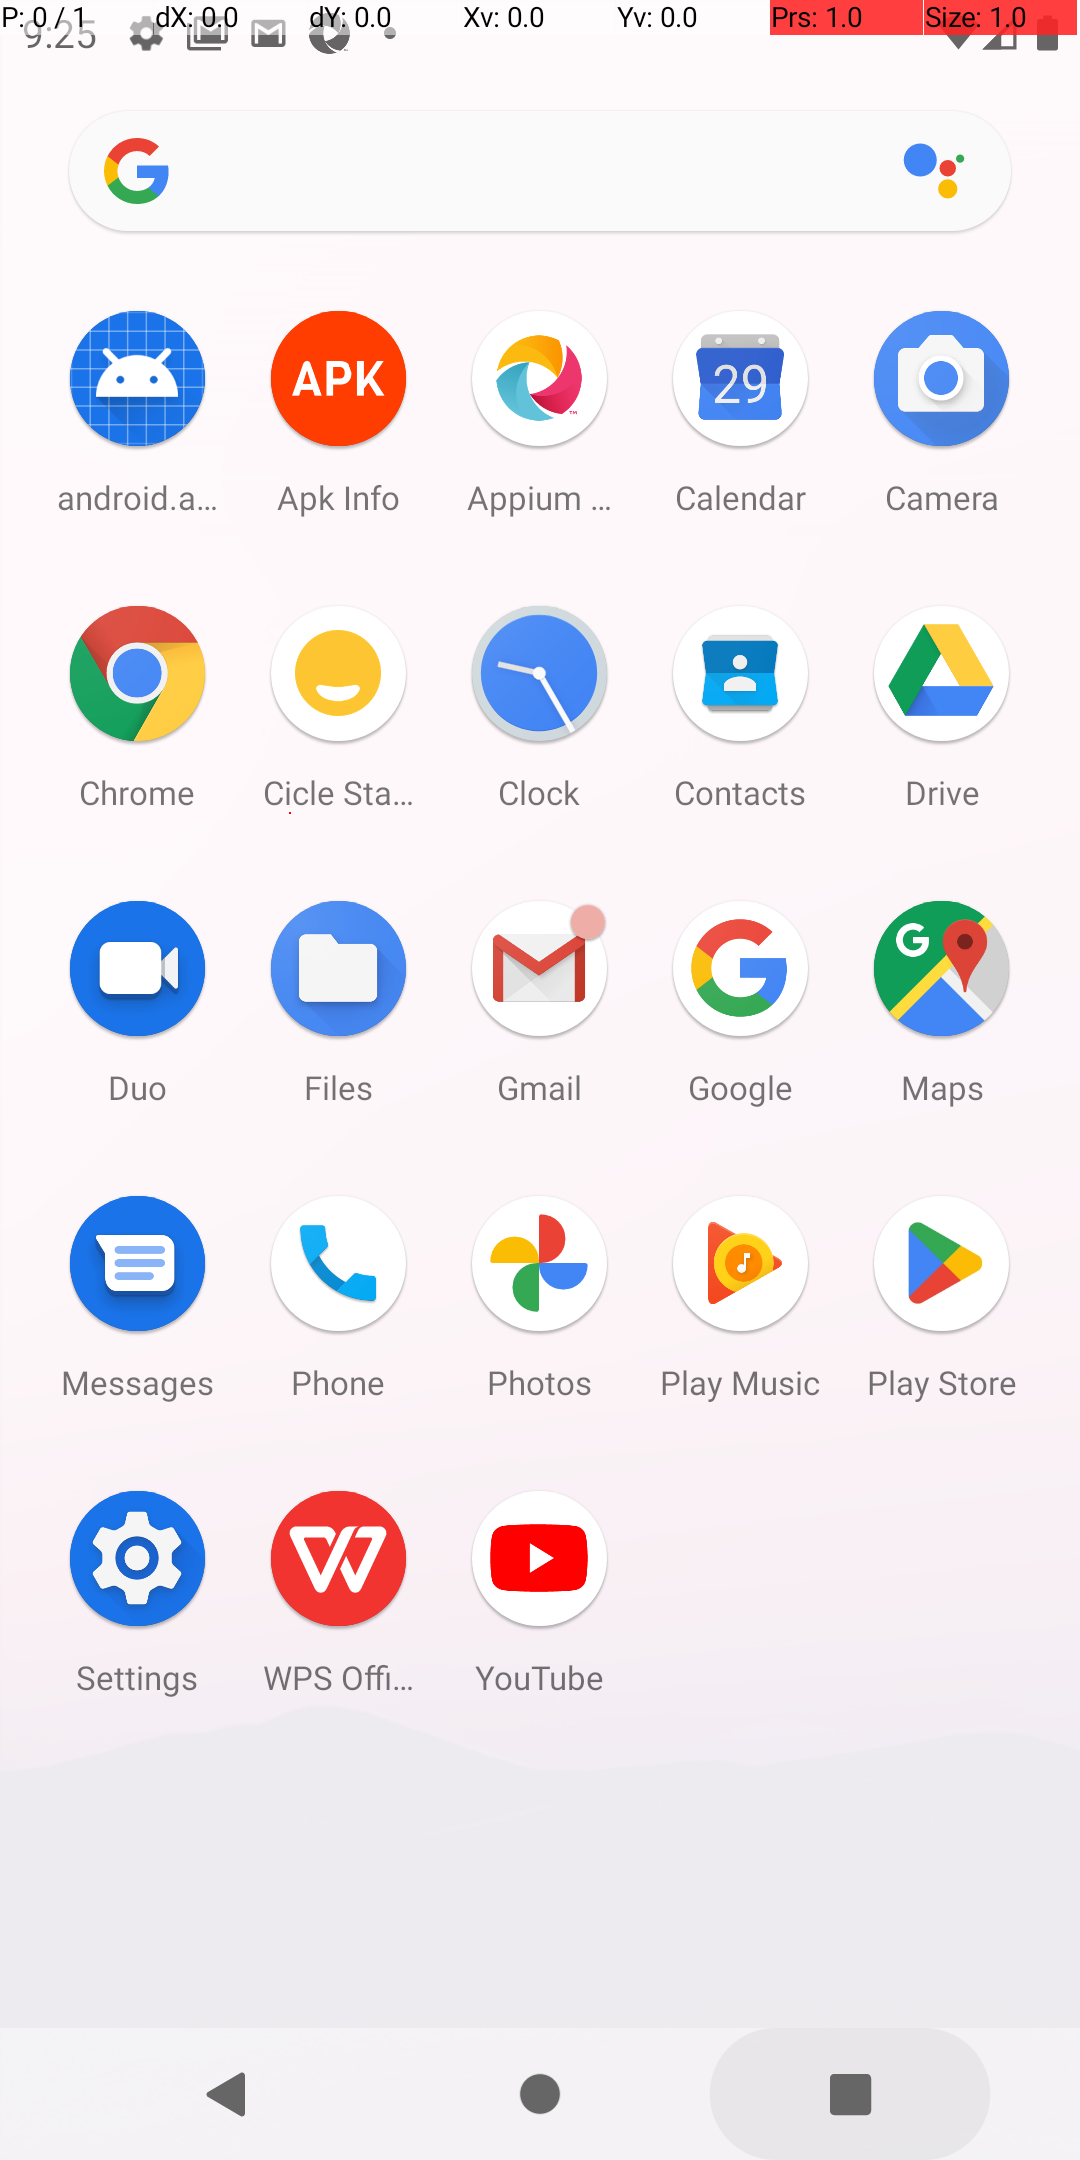 P: 0 / 1 dX: 0.0 dY: 0.0 Xv: 0.0 Yv: 0.0 Prs: 1.0 Size: 1.0
9:25
APK
29
android.a... Apk Info Appium ... Calendar Camera
Chrome Cicle Sta... Clock Contacts Drive
Duo Files Gmail Google Maps
Messages Phone Photos Play Music Play Store
Settings WPS Offi... YouTube